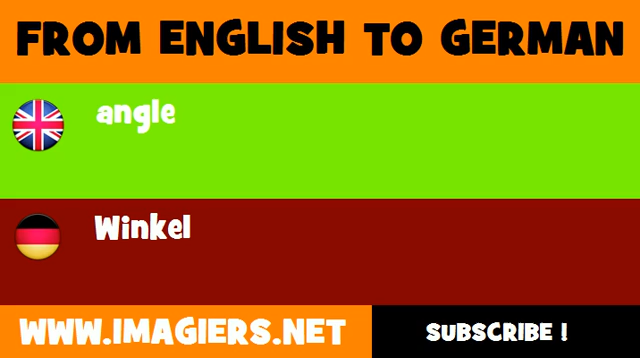 FROM ENGLISH TO GERMAN
angle
Winkel
WWW.IMAGIERS.NET
SUBSCRIBE !